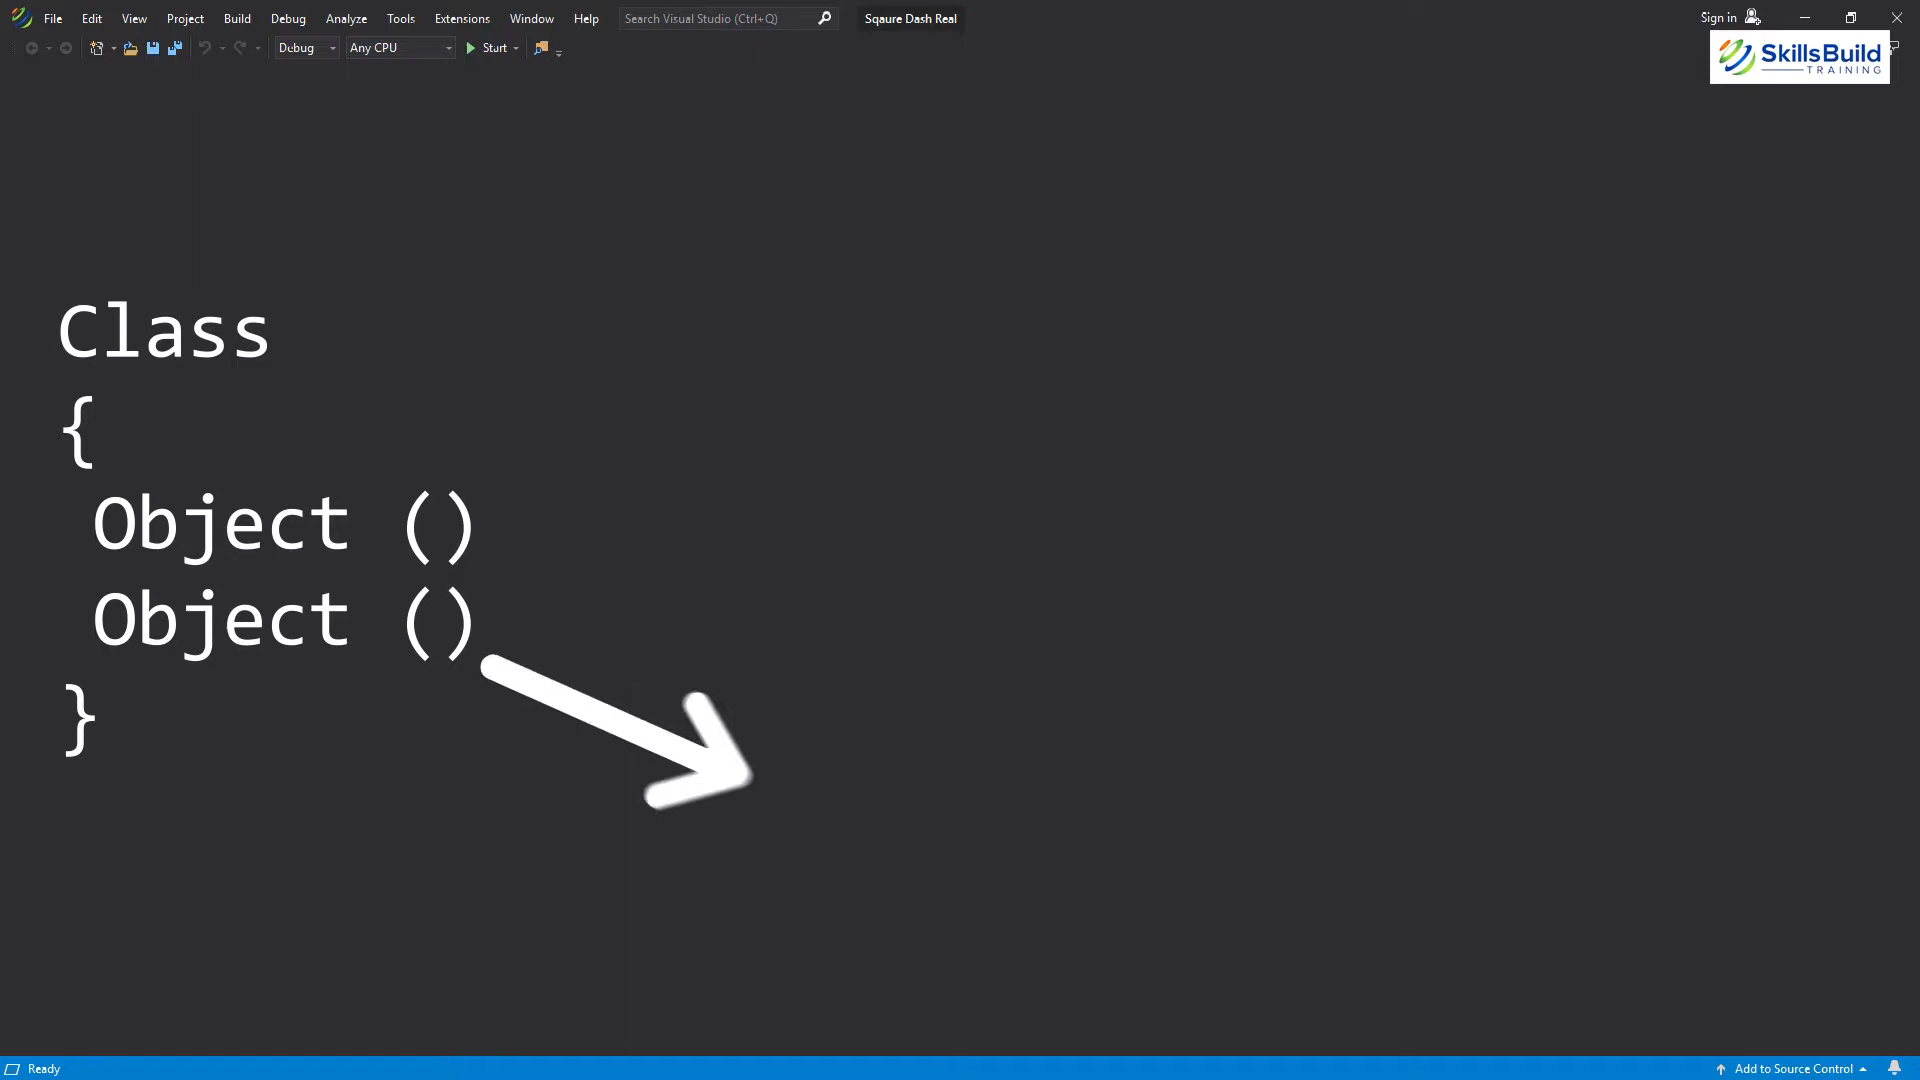 File Edit View Project Build Debug Analyze Tools Extensions Window Help Search Visual Studio (Ctrl+Q) Sqaure Dash Real Sign in
Debug Any CPU Start
SkillsBuild
TRAINING
Class
{
Object ()
Object ()
}
Ready Add to Source Control